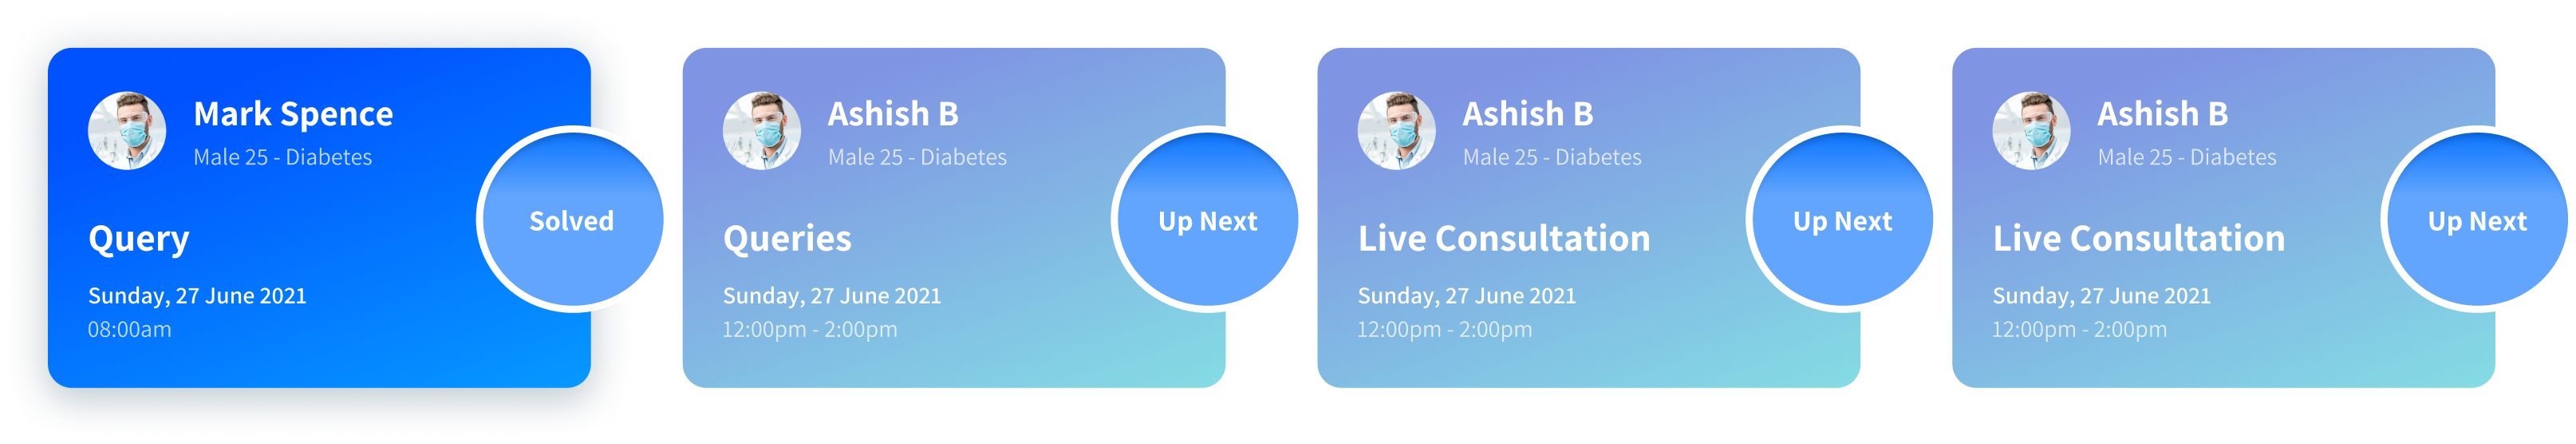 Mark Spence
Male 25 - Diabetes
Query
Sunday, 27 June 2021
08:00am
Solved
Ashish B
Male 25 - Diabetes
Queries
Sunday, 27 June 2021
12:00pm - 2:00pm
Up Next
Ashish B
Male 25 - Diabetes
Live Consultation
Sunday, 27 June 2021
12:00pm - 2:00pm
Up Next
Ashish B
Male 25 - Diabetes
Live Consultation
Sunday, 27 June 2021
12:00pm - 2:00pm
Up Next